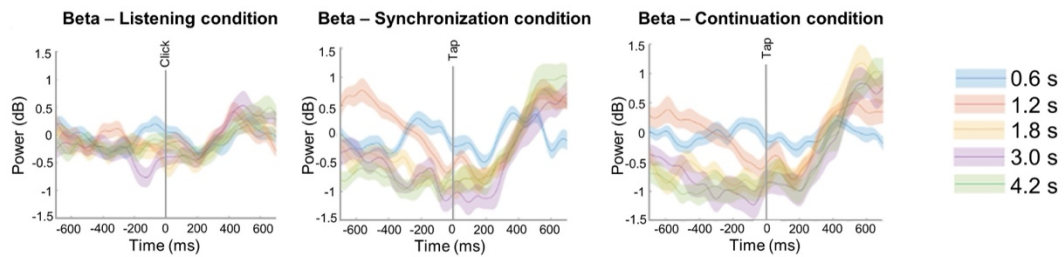 Beta – Listening condition
Click
Power (dB)
1.5
1
0.5
0
-0.5
-1
-1.5
-600 -400 -200 0 200 400 600
Time (ms)
Beta – Synchronization condition
Tap
Power (dB)
1.5
1
0.5
0
-0.5
-1
-1.5
-600 -400 -200 0 200 400 600
Time (ms)
Beta – Continuation condition
Tap
Power (dB)
1.5
1
0.5
0
-0.5
-1
-1.5
-600 -400 -200 0 200 400 600
Time (ms)
0.6 s
1.2 s
1.8 s
3.0 s
4.2 s